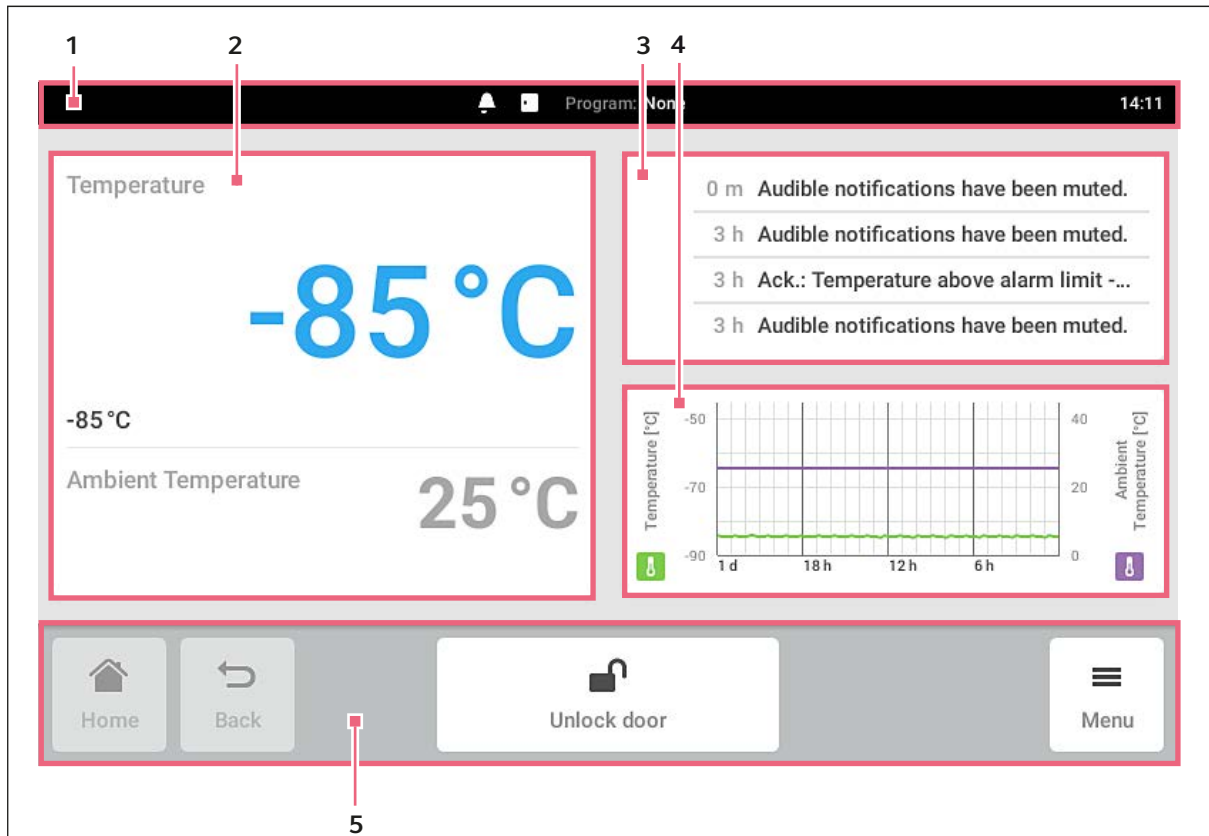 1 2 3 4
Program: None 14:11
Temperature
-85 °C
-85 °C
Ambient Temperature 25 °C
0 m Audible notifications have been muted.
3 h Audible notifications have been muted.
3 h Ack.: Temperature above alarm limit -...
3 h Audible notifications have been muted.
Temperature [°C]
-50
-70
-90
1 d 18 h 12 h 6 h
40
20
0
Ambient
Temperature [°C]
Home Back Unlock door Menu
5